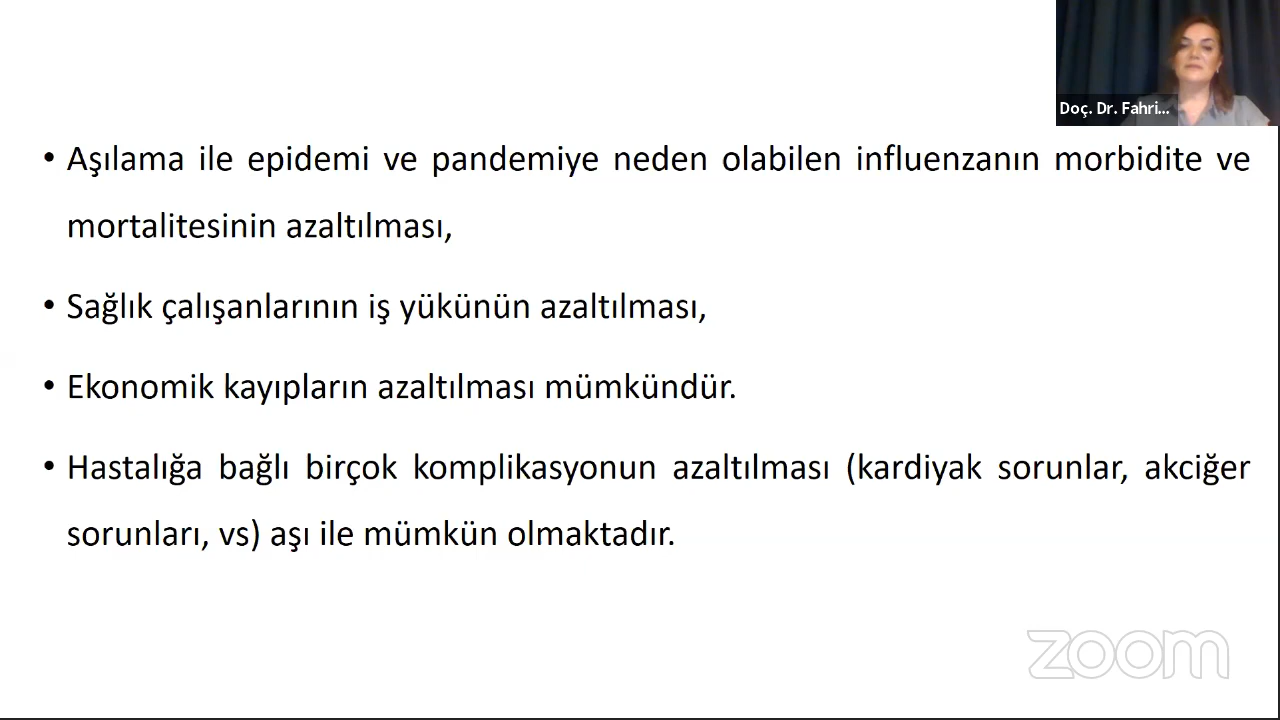 Doç. Dr. Fahri...
• Aşılama ile epidemi ve pandemiye neden olabilen influenzanın morbidite ve
mortalitesinin azaltılması,
• Sağlık çalışanlarının iş yükünün azaltılması,
• Ekonomik kayıpların azaltılması mümkündür.
• Hastalığa bağlı birçok komplikasyonun azaltılması (kardiyak sorunlar, akciğer
sorunları, vs) aşı ile mümkün olmaktadır.
zoom